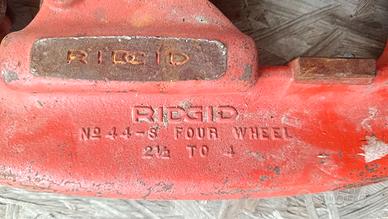 RIDGID
RIDGID
Nº 44-S FOUR WHEEL
2½ TO 4